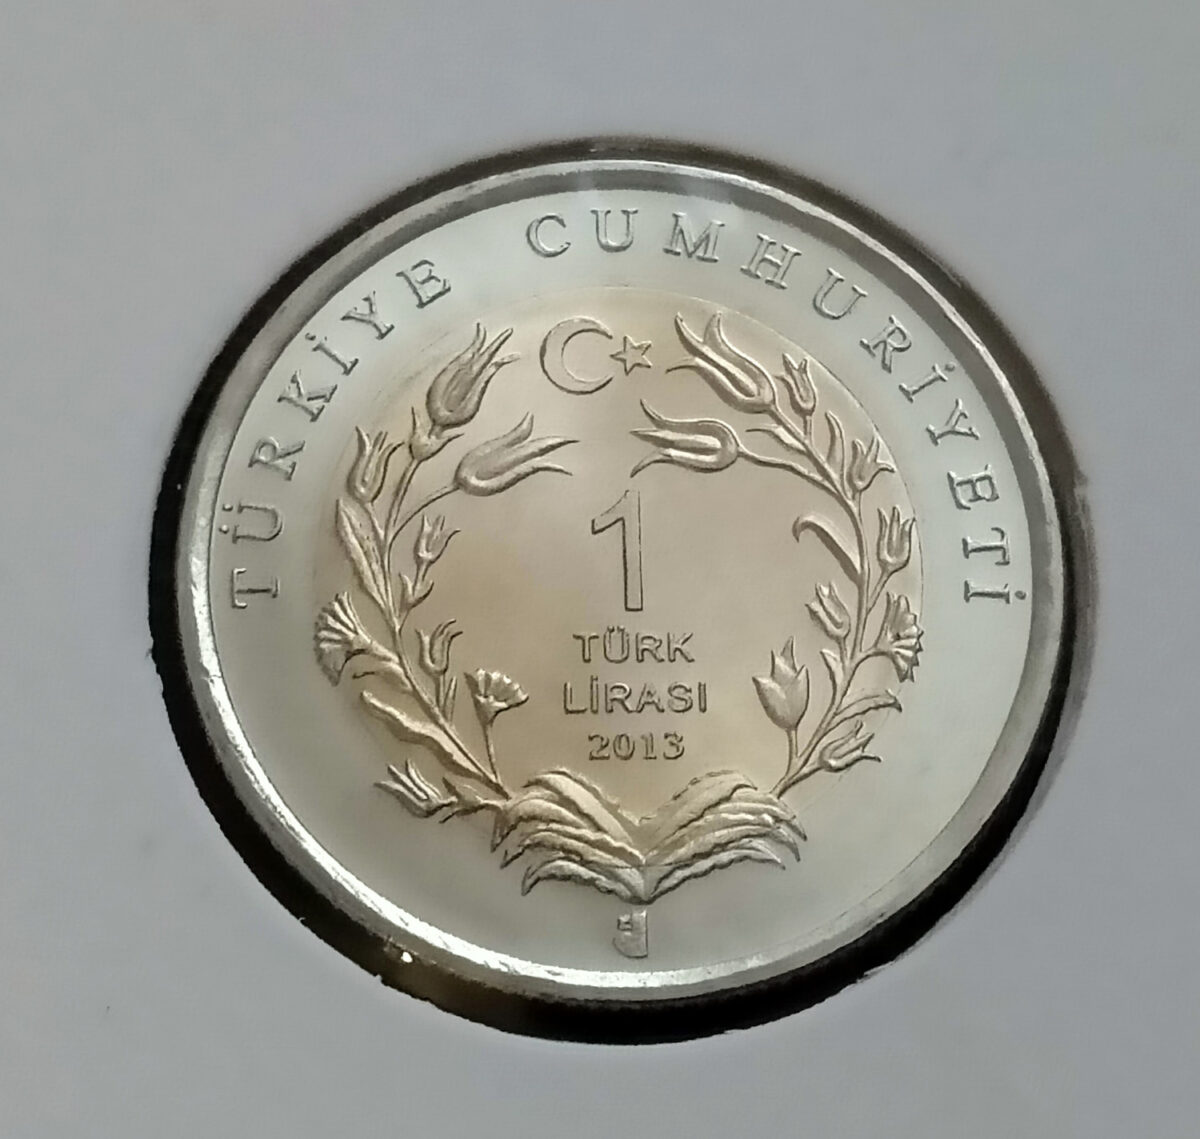 TÜRKİYE CUMHURİYETİ
1
TÜRK
LİRASI
2013